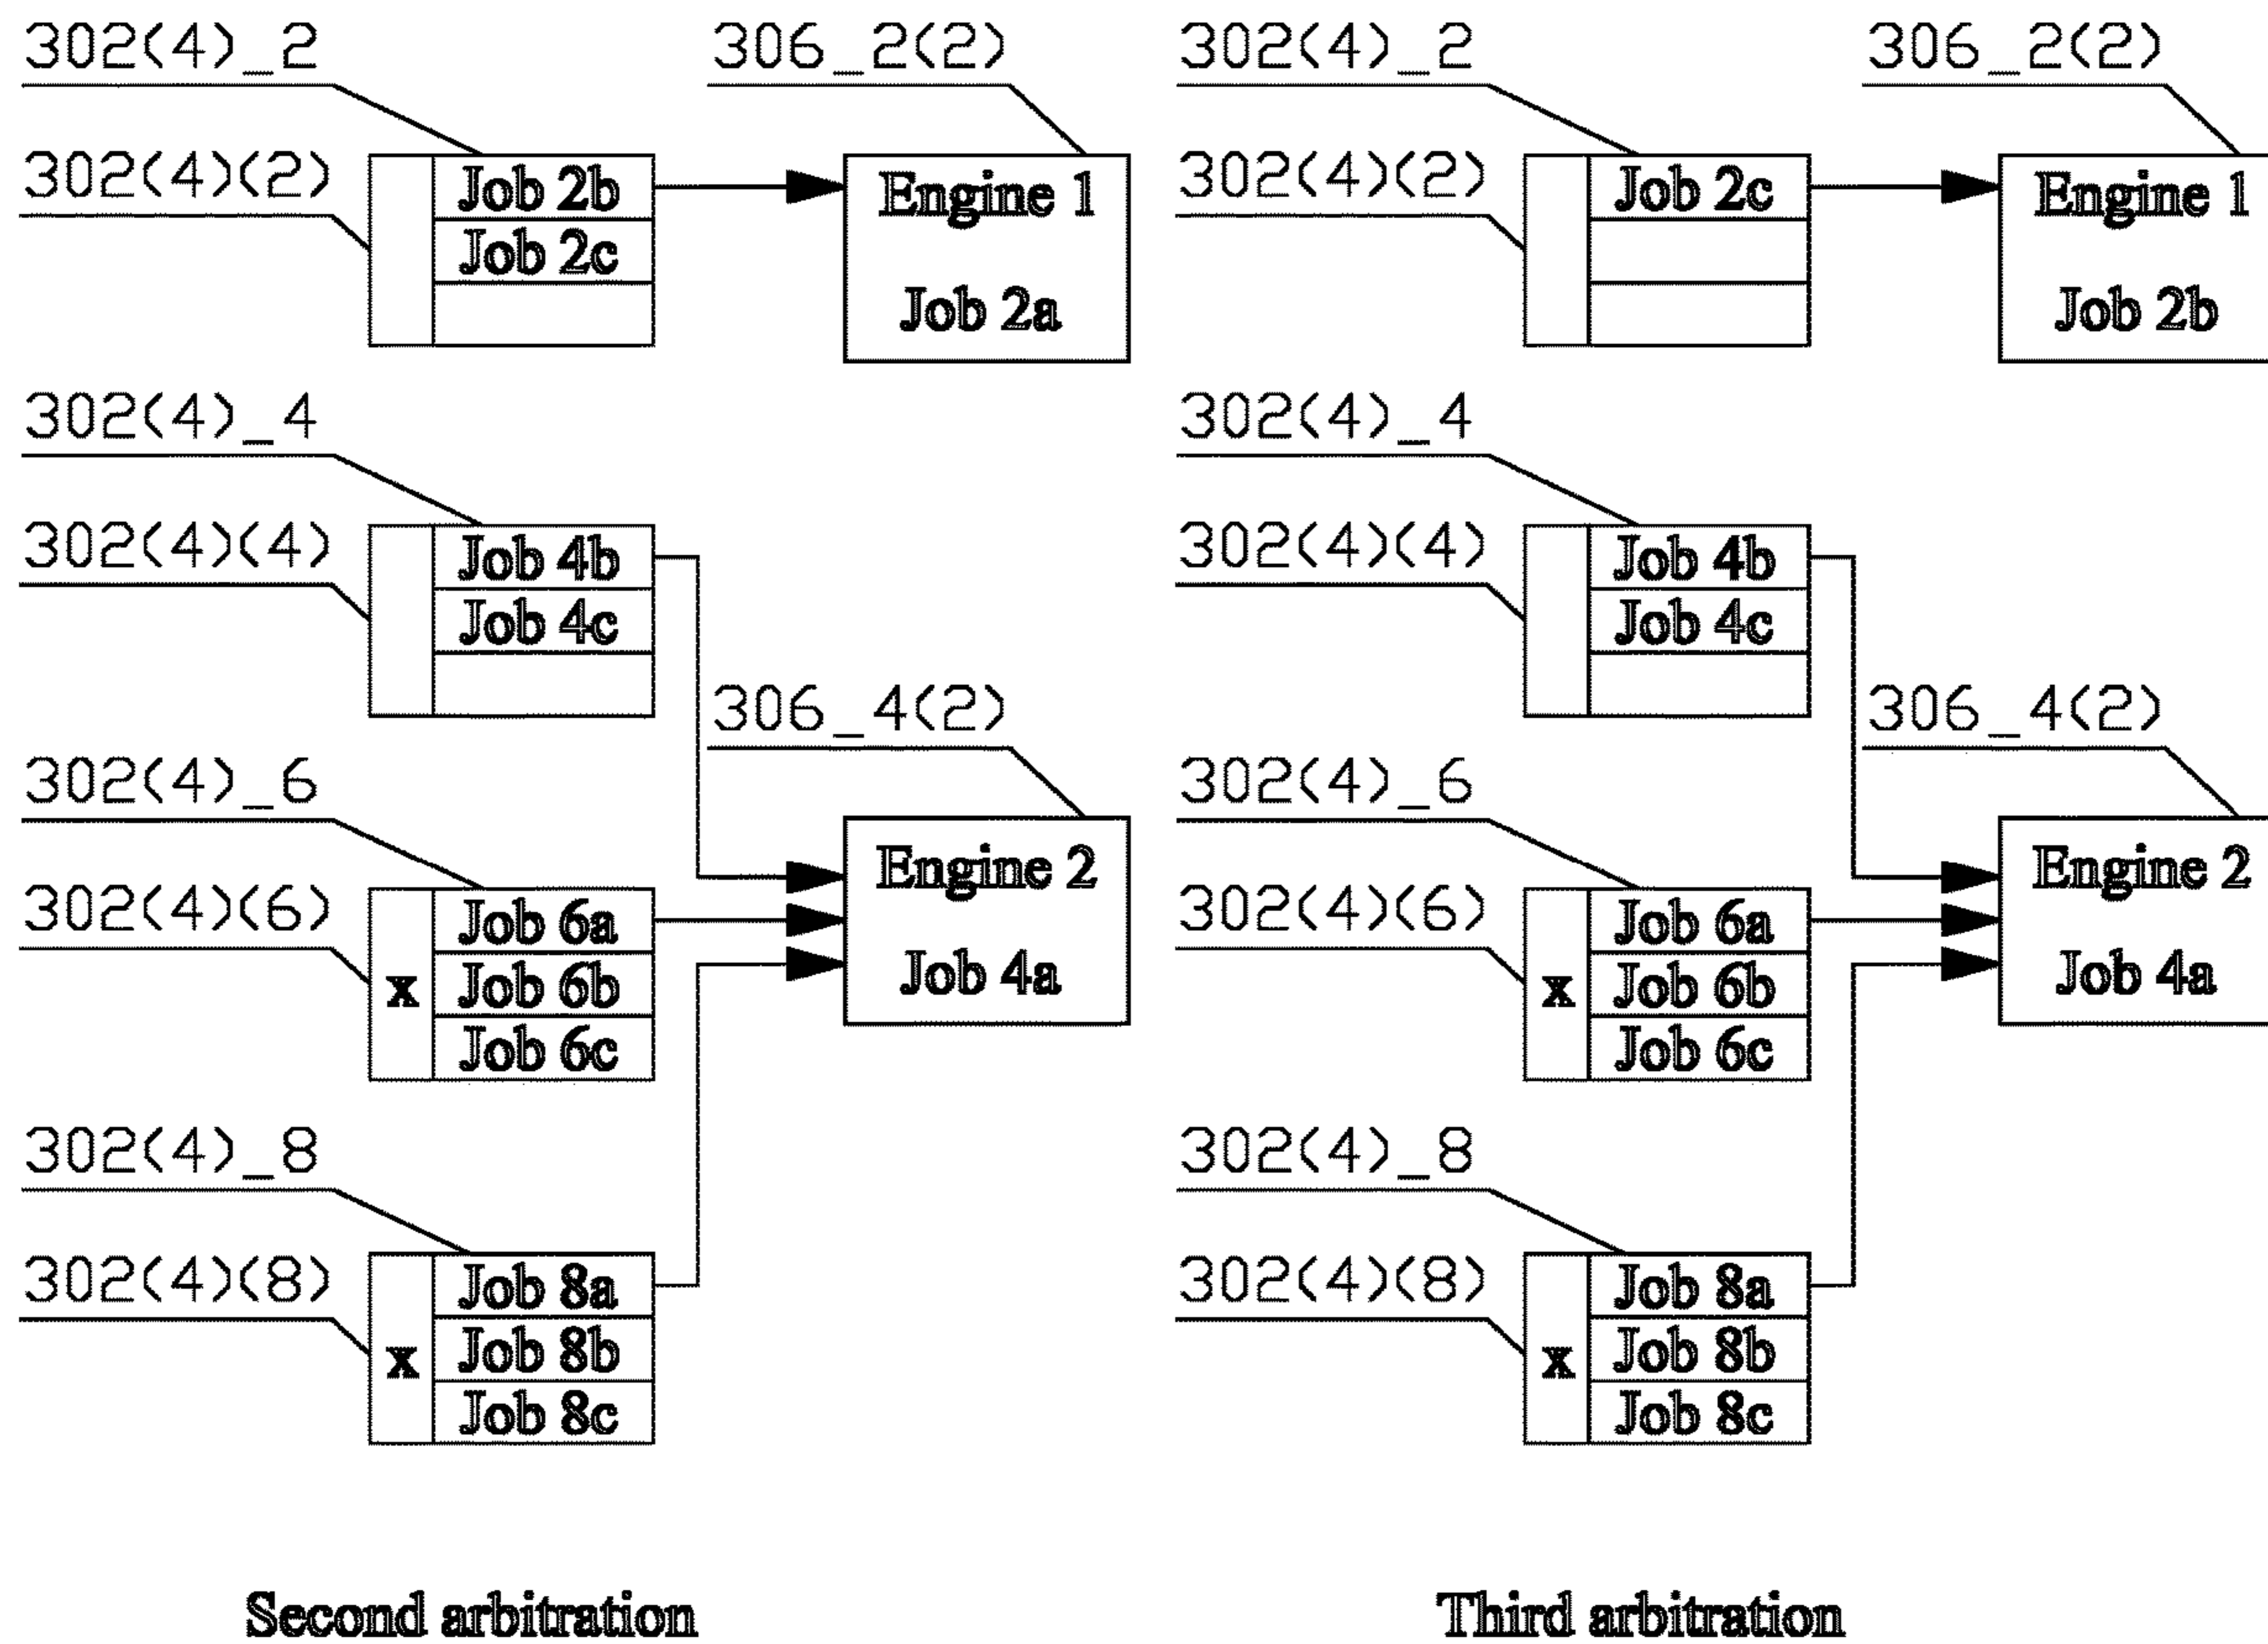 302(4)_2
306_2(2)
302(4)(2)
Job 2b
Job 2c
Engine 1
Job 2a
302(4)_4
302(4)(4)
Job 4b
Job 4c
306_4(2)
302(4)_6
302(4)(6)
x
Job 6a
Job 6b
Job 6c
Engine 2
Job 4a
302(4)_8
302(4)(8)
x
Job 8a
Job 8b
Job 8c
Second arbitration
302(4)_2
306_2(2)
302(4)(2)
Job 2c
Engine 1
Job 2b
302(4)_4
302(4)(4)
Job 4b
Job 4c
306_4(2)
302(4)_6
302(4)(6)
x
Job 6a
Job 6b
Job 6c
Engine 2
Job 4a
302(4)_8
302(4)(8)
x
Job 8a
Job 8b
Job 8c
Third arbitration